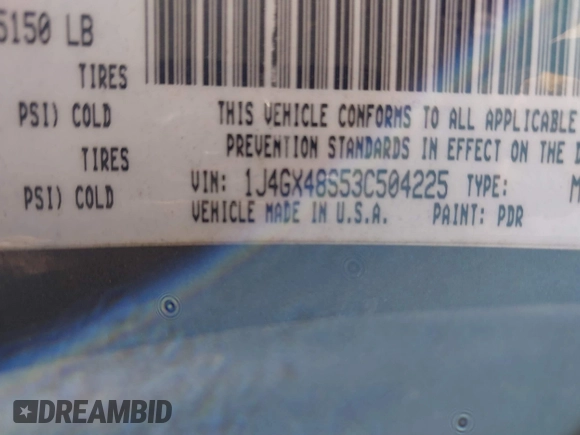 5150 LB
TIRES
PSI) COLD
TIRES
PSI) COLD
THIS VEHICLE CONFORMS TO ALL APPLICABLE
PREVENTION STANDARDS IN EFFECT ON THE D
VIN: 1J4GX48S53C504225 TYPE: M
VEHICLE MADE IN U.S.A. PAINT: PDR
DREAMBID